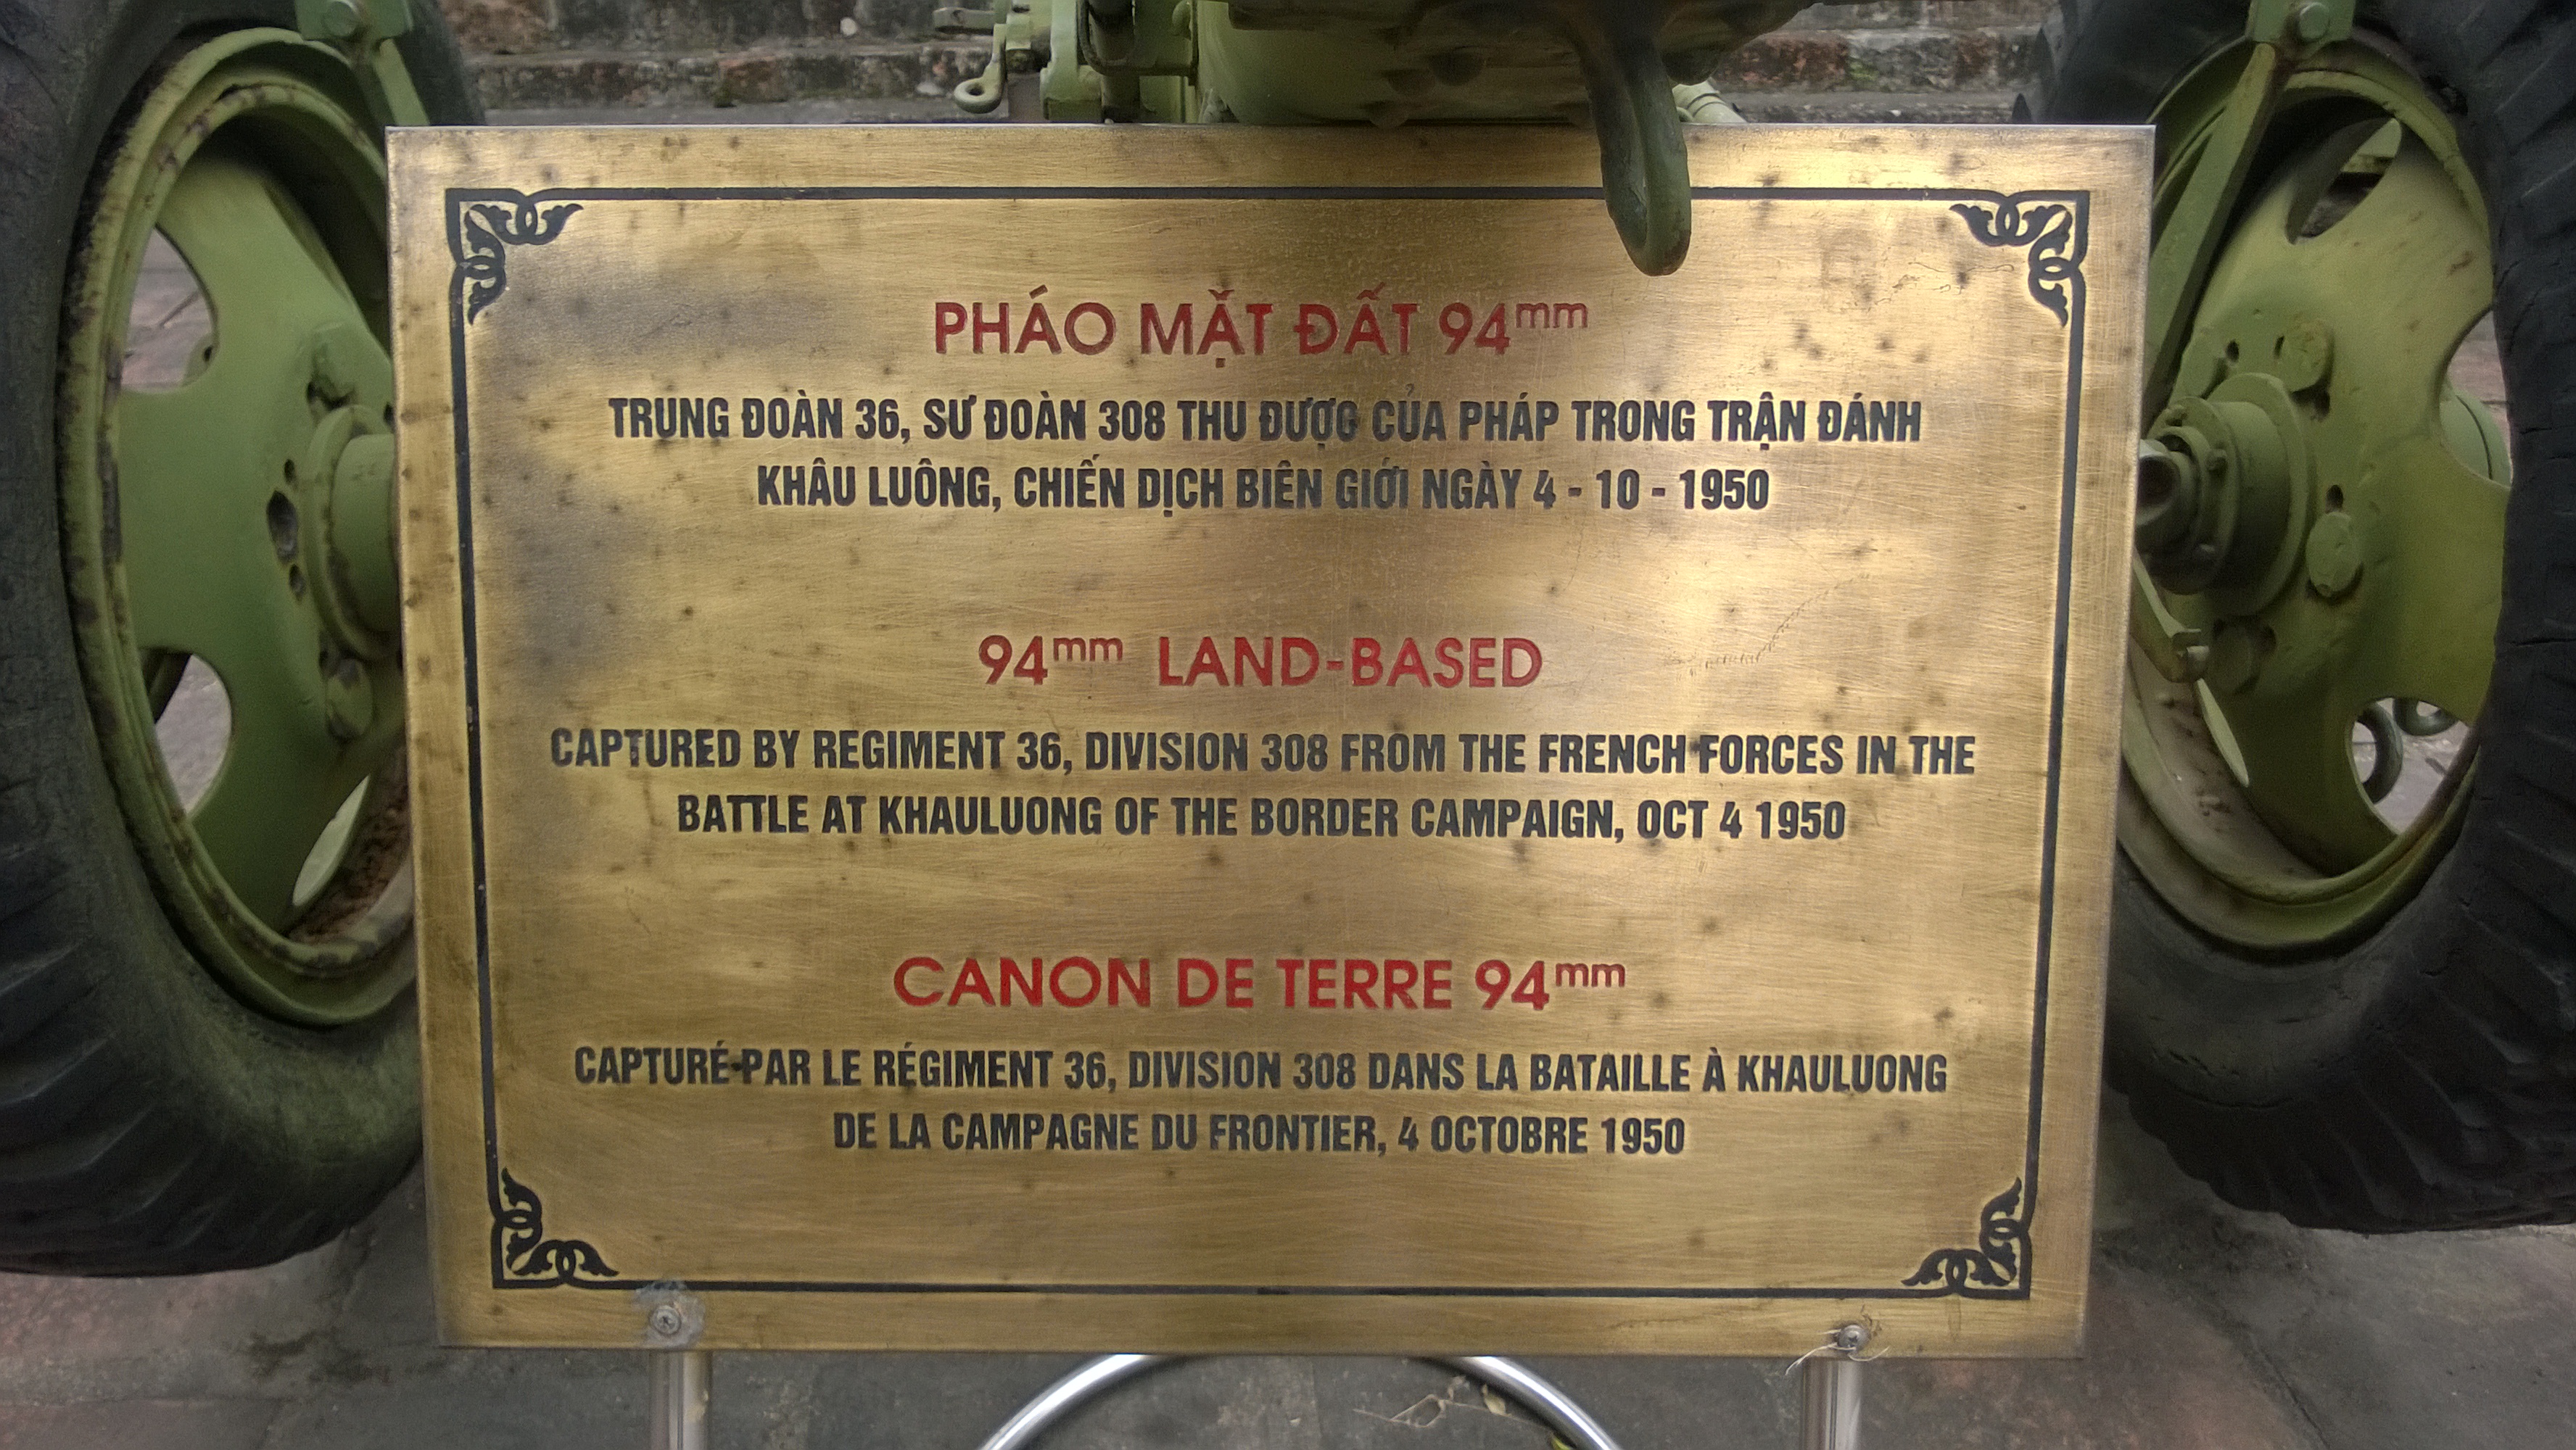 PHÁO MẶT ĐẤT 94mm
TRUNG ĐOÀN 36, SƯ ĐOÀN 308 THU ĐƯỢC CỦA PHÁP TRONG TRẬN ĐÁNH
KHÂU LUÔNG, CHIẾN DỊCH BIÊN GIỚI NGÀY 4 - 10 - 1950
94mm LAND-BASED
CAPTURED BY REGIMENT 36, DIVISION 308 FROM THE FRENCH FORCES IN THE
BATTLE AT KHAULUONG OF THE BORDER CAMPAIGN, OCT 4 1950
CANON DE TERRE 94mm
CAPTURÉ PAR LE RÉGIMENT 36, DIVISION 308 DANS LA BATAILLE À KHAULUONG
DE LA CAMPAGNE DU FRONTIER, 4 OCTOBRE 1950